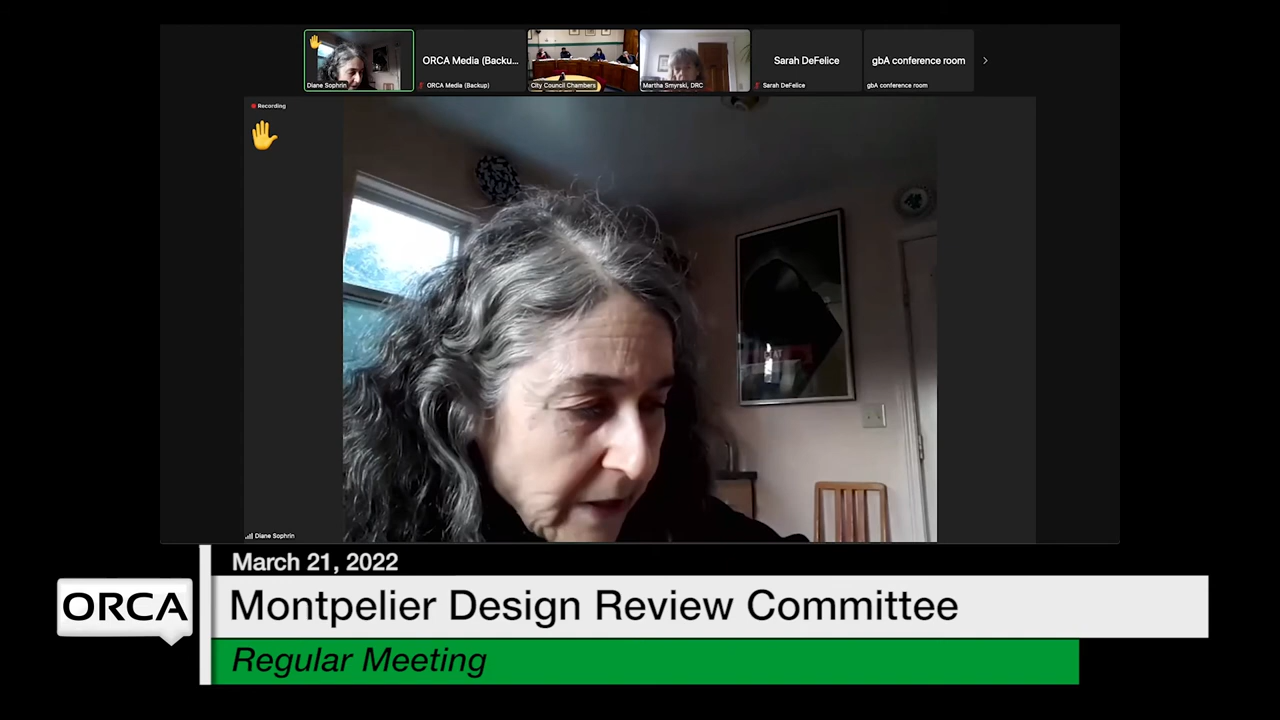 ORCA Media (Backu...
Sarah DeFelice
gbA conference room
Diane Sophrin
ORCA Media (Backup)
City Council Chambers
Martha Smyrski, DRC
Sarah DeFelice
gbA conference room
Recording
Diane Sophrin
March 21, 2022
ORCA
Montpelier Design Review Committee
Regular Meeting